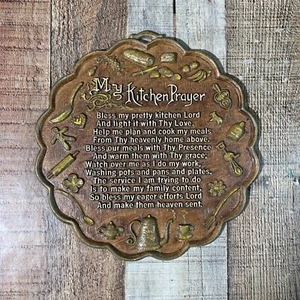 My Kitchen Prayer
Bless my pretty kitchen Lord
And light it with Thy Love.
Help me plan and cook my meals
From Thy heavenly home above.
Bless our meals with Thy Presence
And warm them with Thy grace;
Watch over me as I do my work,
Washing pots and pans and plates.
The service I am trying to do
Is to make my family content,
So bless my eager efforts Lord
And make them heaven sent.